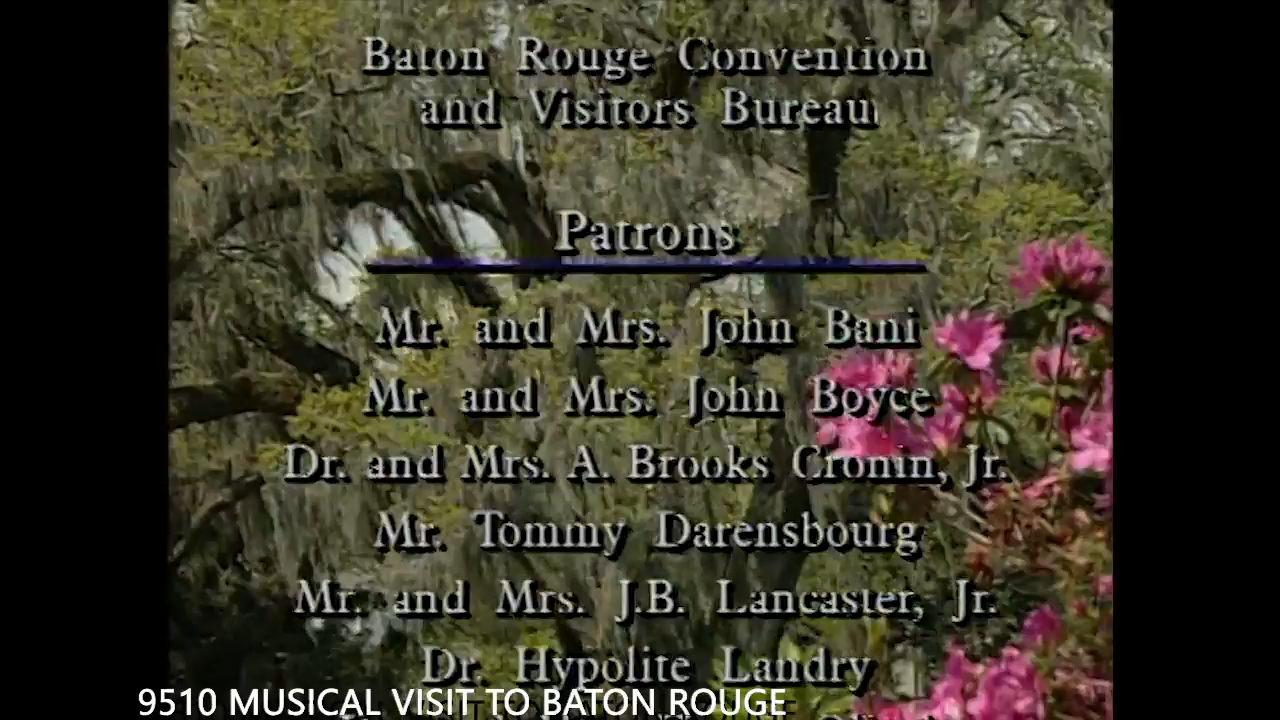 Baton Rouge Convention
and Visitors Bureau
Patrons
Mr. and Mrs. John Bani
Mr. and Mrs. John Boyce
Dr. and Mrs. A. Brooks Cronin, Jr.
Mr. Tommy Darensbourg
Mr. and Mrs. J.B. Lancaster, Jr.
Dr. Hypolite Landry
9510 MUSICAL VISIT TO BATON ROUGE